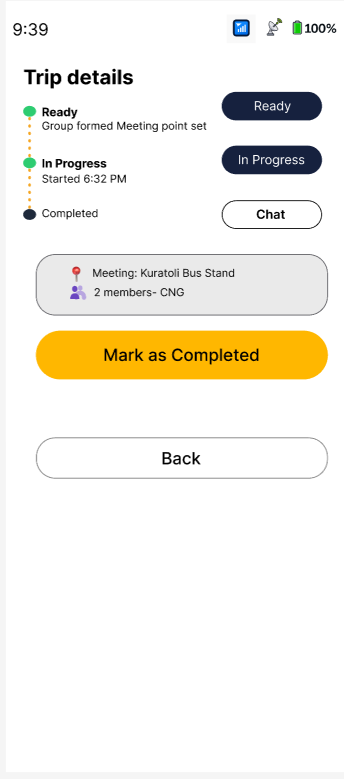 9:39
100%
Trip details
Ready
Group formed Meeting point set
Ready
In Progress
Started 6:32 PM
In Progress
Completed
Chat
Meeting: Kuratoli Bus Stand
2 members- CNG
Mark as Completed
Back